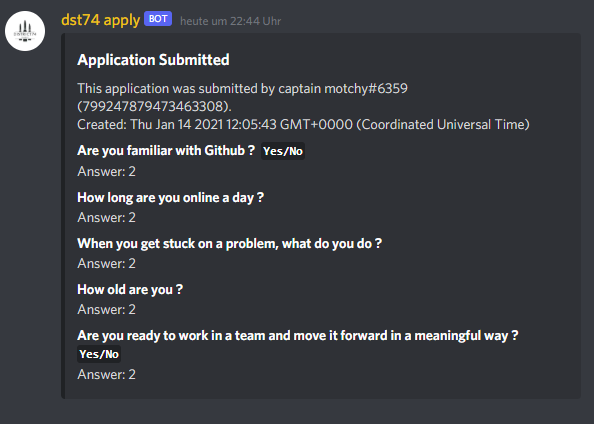 dst74 apply BOT heute um 22:44 Uhr
Application Submitted
This application was submitted by captain motchy#6359
(799247879473463308).
Created: Thu Jan 14 2021 12:05:43 GMT+0000 (Coordinated Universal Time)
Are you familiar with Github ? Yes/No
Answer: 2
How long are you online a day ?
Answer: 2
When you get stuck on a problem, what do you do ?
Answer: 2
How old are you ?
Answer: 2
Are you ready to work in a team and move it forward in a meaningful way ?
Yes/No
Answer: 2